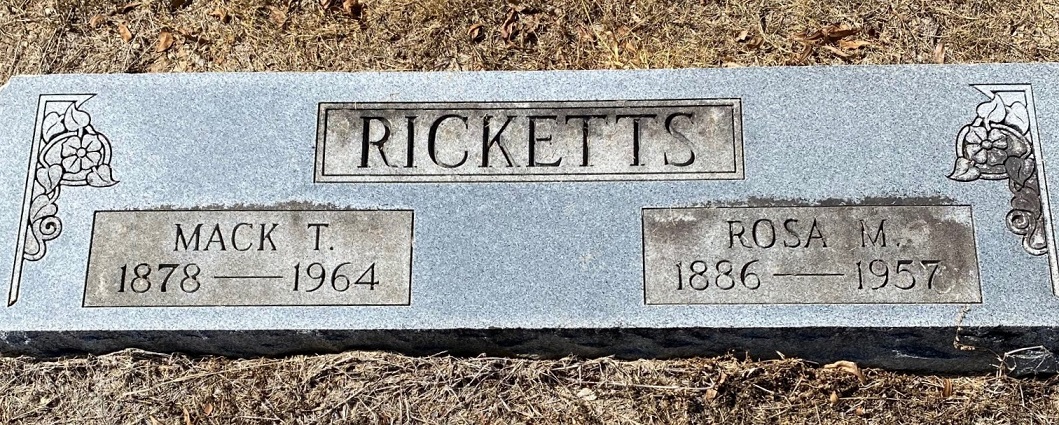 RICKETTS
MACK T.
1878 — 1964
ROSA M.
1886 — 1957